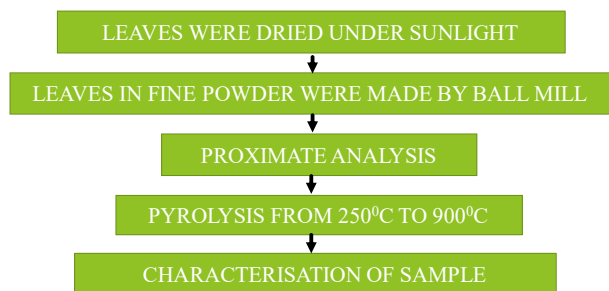 LEAVES WERE DRIED UNDER SUNLIGHT
LEAVES IN FINE POWDER WERE MADE BY BALL MILL
PROXIMATE ANALYSIS
PYROLYSIS FROM 250⁰C TO 900⁰C
CHARACTERISATION OF SAMPLE